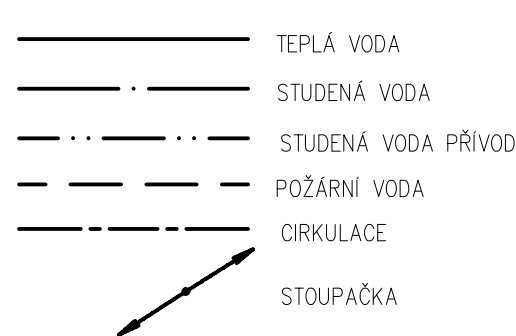 TEPLÁ VODA
STUDENÁ VODA
STUDENÁ VODA PŘÍVOD
POŽÁRNÍ VODA
CIRKULACE
STOUPAČKA